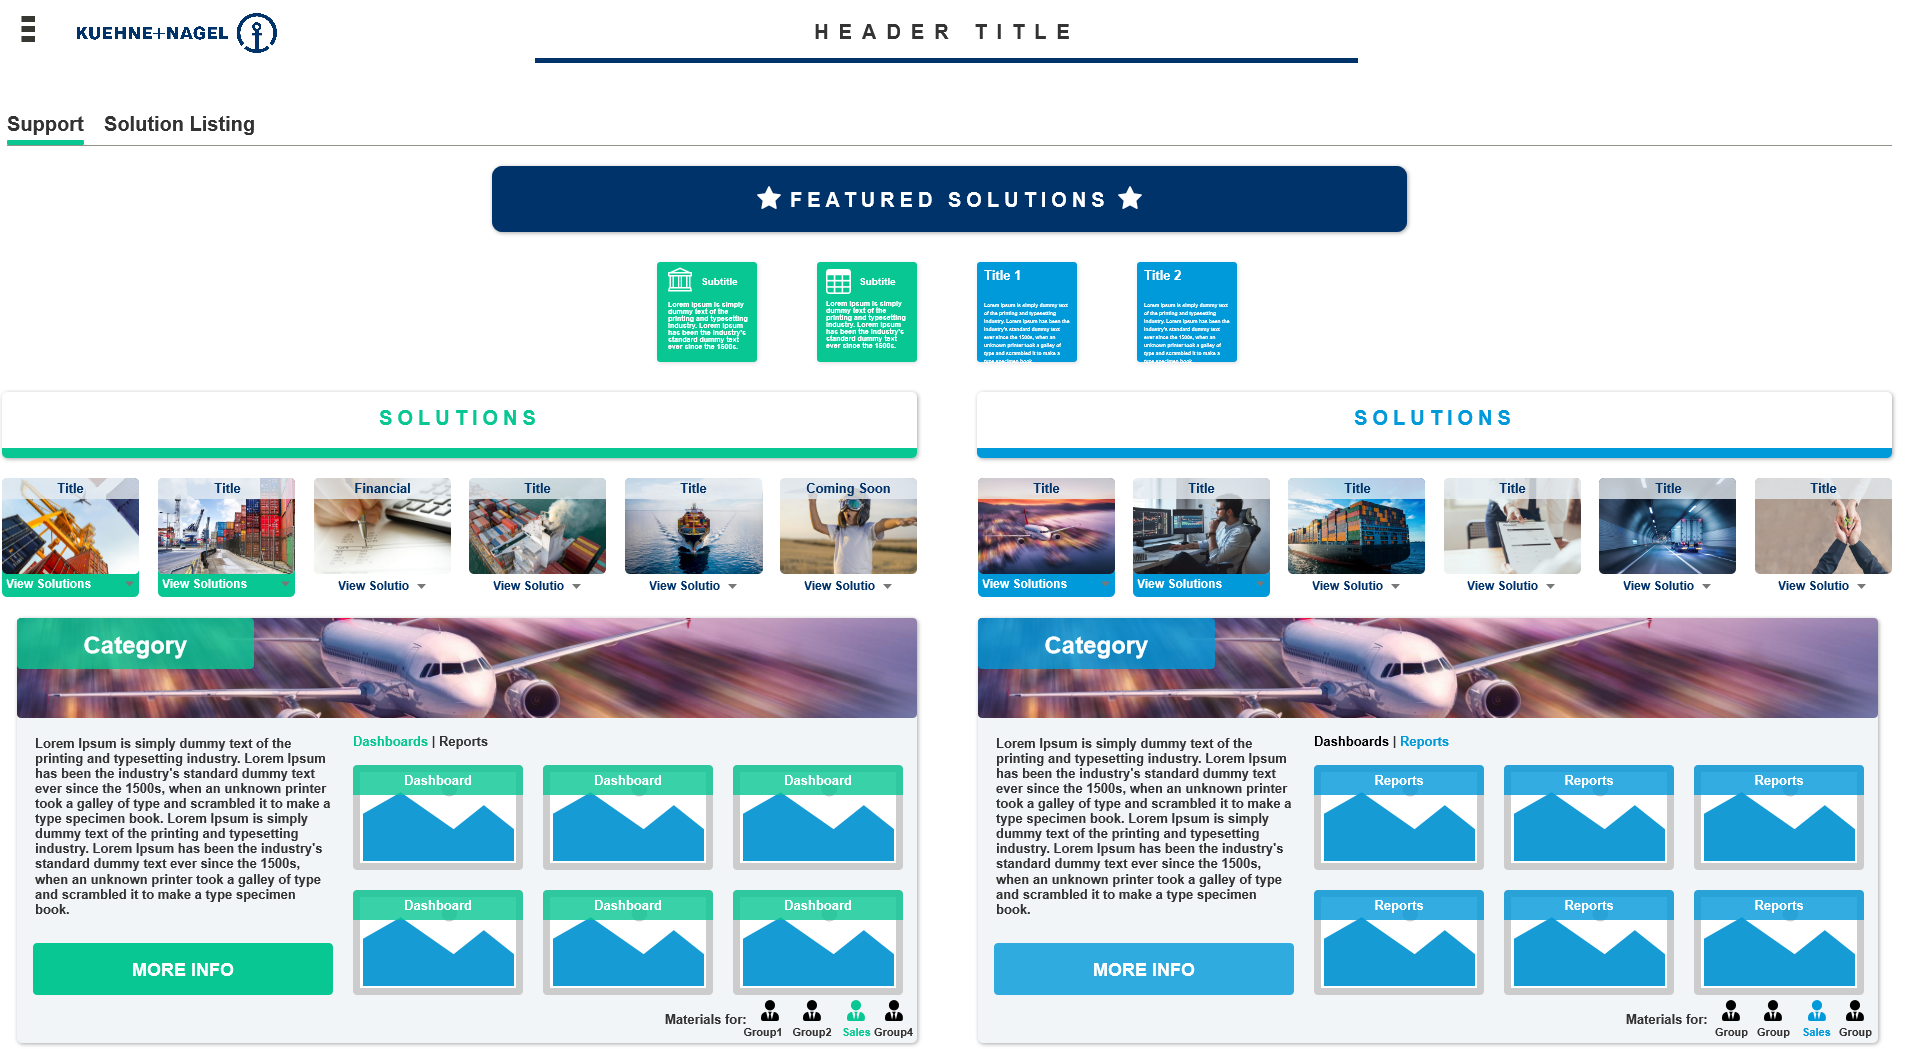 KUEHNE+NAGEL
HEADER TITLE
Support
Solution Listing
FEATURED SOLUTIONS
Subtitle
Lorem Ipsum is simply
dummy text of the
printing and typesetting
industry. Lorem Ipsum
has been the industry's
standard dummy text
ever since the 1500s.
Subtitle
Lorem Ipsum is simply
dummy text of the
printing and typesetting
industry. Lorem Ipsum
has been the industry's
standard dummy text
ever since the 1500s.
Title 1
Lorem Ipsum is simply dummy text
of the printing and typesetting
industry. Lorem Ipsum has been the
industry's standard dummy text
ever since the 1500s, when an
unknown printer took a galley of
type and scrambled it to make a
type specimen book
Title 2
Lorem Ipsum is simply dummy text
of the printing and typesetting
industry. Lorem Ipsum has been the
industry's standard dummy text
ever since the 1500s, when an
unknown printer took a galley of
type and scrambled it to make a
type specimen book
SOLUTIONS
Title
Title
Financial
Title
Title
Coming Soon
View Solutions
View Solutions
View Solutio
View Solutio
View Solutio
View Solutio
SOLUTIONS
Title
Title
Title
Title
Title
Title
View Solutions
View Solutions
View Solutio
View Solutio
View Solutio
View Solutio
Category
Lorem Ipsum is simply dummy text of the
printing and typesetting industry. Lorem Ipsum
has been the industry's standard dummy text
ever since the 1500s, when an unknown printer
took a galley of type and scrambled it to make a
type specimen book. Lorem Ipsum is simply
dummy text of the printing and typesetting
industry. Lorem Ipsum has been the industry's
standard dummy text ever since the 1500s,
when an unknown printer took a galley of type
and scrambled it to make a type specimen
book.
MORE INFO
Dashboards | Reports
Dashboard
Dashboard
Dashboard
Dashboard
Dashboard
Dashboard
Materials for:
Group1
Group2
Sales
Group4
Category
Lorem Ipsum is simply dummy text of the
printing and typesetting industry. Lorem Ipsum
has been the industry's standard dummy text
ever since the 1500s, when an unknown printer
took a galley of type and scrambled it to make a
type specimen book. Lorem Ipsum is simply
dummy text of the printing and typesetting
industry. Lorem Ipsum has been the industry's
standard dummy text ever since the 1500s,
when an unknown printer took a galley of type
and scrambled it to make a type specimen
book.
MORE INFO
Dashboards | Reports
Reports
Reports
Reports
Reports
Reports
Reports
Materials for:
Group
Group
Sales
Group